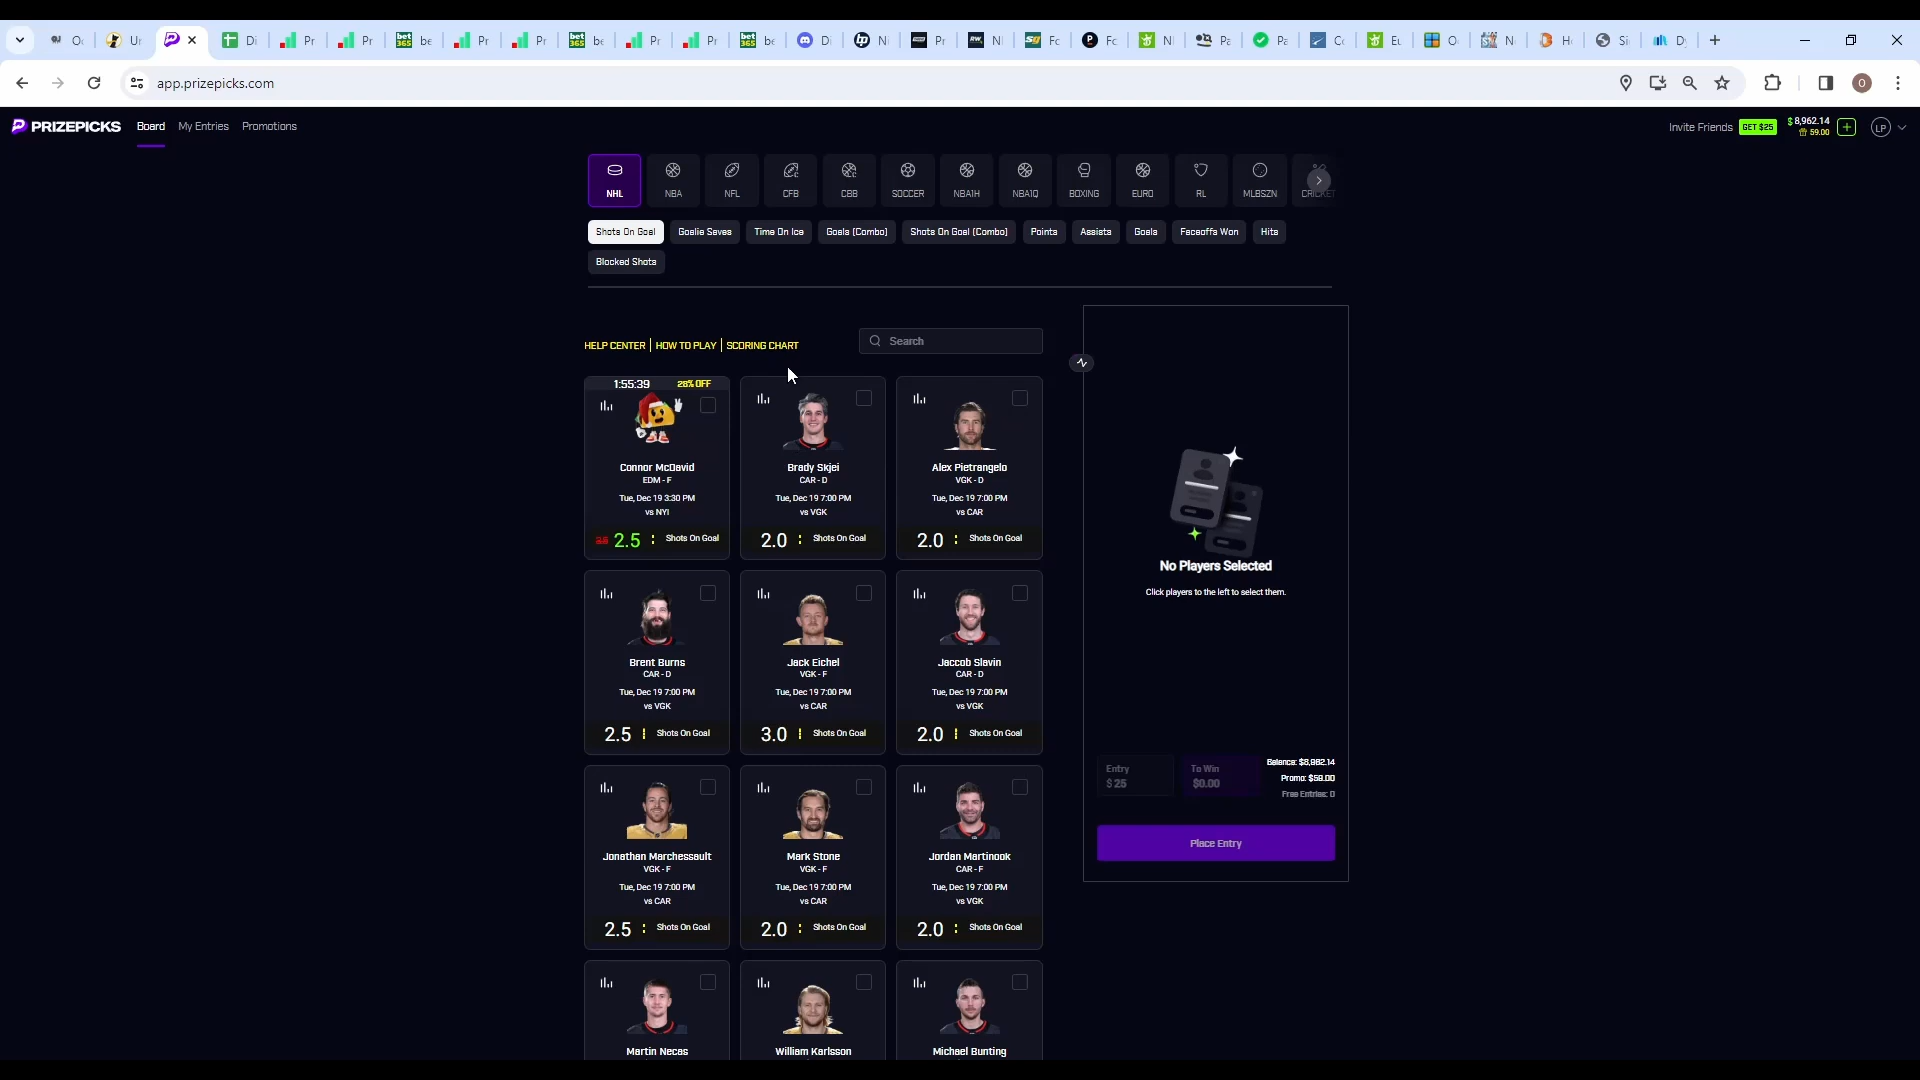 app.prizepicks.com
PRIZEPICKS
Board
My Entries
Promotions
Invite Friends
GET $25
$8,962.14
59.00
LP
NHL
NBA
NFL
CFB
CBB
SOCCER
NBA1H
NBA1Q
BOXING
EURO
RL
MLBSZN
CRICKET
Shots On Goal
Goalie Saves
Time On Ice
Goals (Combo)
Shots On Goal (Combo)
Points
Assists
Goals
Faceoffs Won
Hits
Blocked Shots
HELP CENTER
HOW TO PLAY
SCORING CHART
Search
1:55:39
28% OFF
Connor McDavid
EDM - F
Tue, Dec 19 3:30 PM
vs NYI
3.5 2.5 Shots On Goal
Brady Skjei
CAR - D
Tue, Dec 19 7:00 PM
vs VGK
2.0 Shots On Goal
Alex Pietrangelo
VGK - D
Tue, Dec 19 7:00 PM
vs CAR
2.0 Shots On Goal
Brent Burns
CAR - D
Tue, Dec 19 7:00 PM
vs VGK
2.5 Shots On Goal
Jack Eichel
VGK - F
Tue, Dec 19 7:00 PM
vs CAR
3.0 Shots On Goal
Jaccob Slavin
CAR - D
Tue, Dec 19 7:00 PM
vs VGK
2.0 Shots On Goal
Jonathan Marchessault
VGK - F
Tue, Dec 19 7:00 PM
vs CAR
2.5 Shots On Goal
Mark Stone
VGK - F
Tue, Dec 19 7:00 PM
vs CAR
2.0 Shots On Goal
Jordan Martinook
CAR - F
Tue, Dec 19 7:00 PM
vs VGK
2.0 Shots On Goal
Martin Necas
William Karlsson
Michael Bunting
No Players Selected
Click players to the left to select them.
Entry
$ 25
To Win
$0.00
Balance: $8,962.14
Promo: $59.00
Free Entries: 0
Place Entry